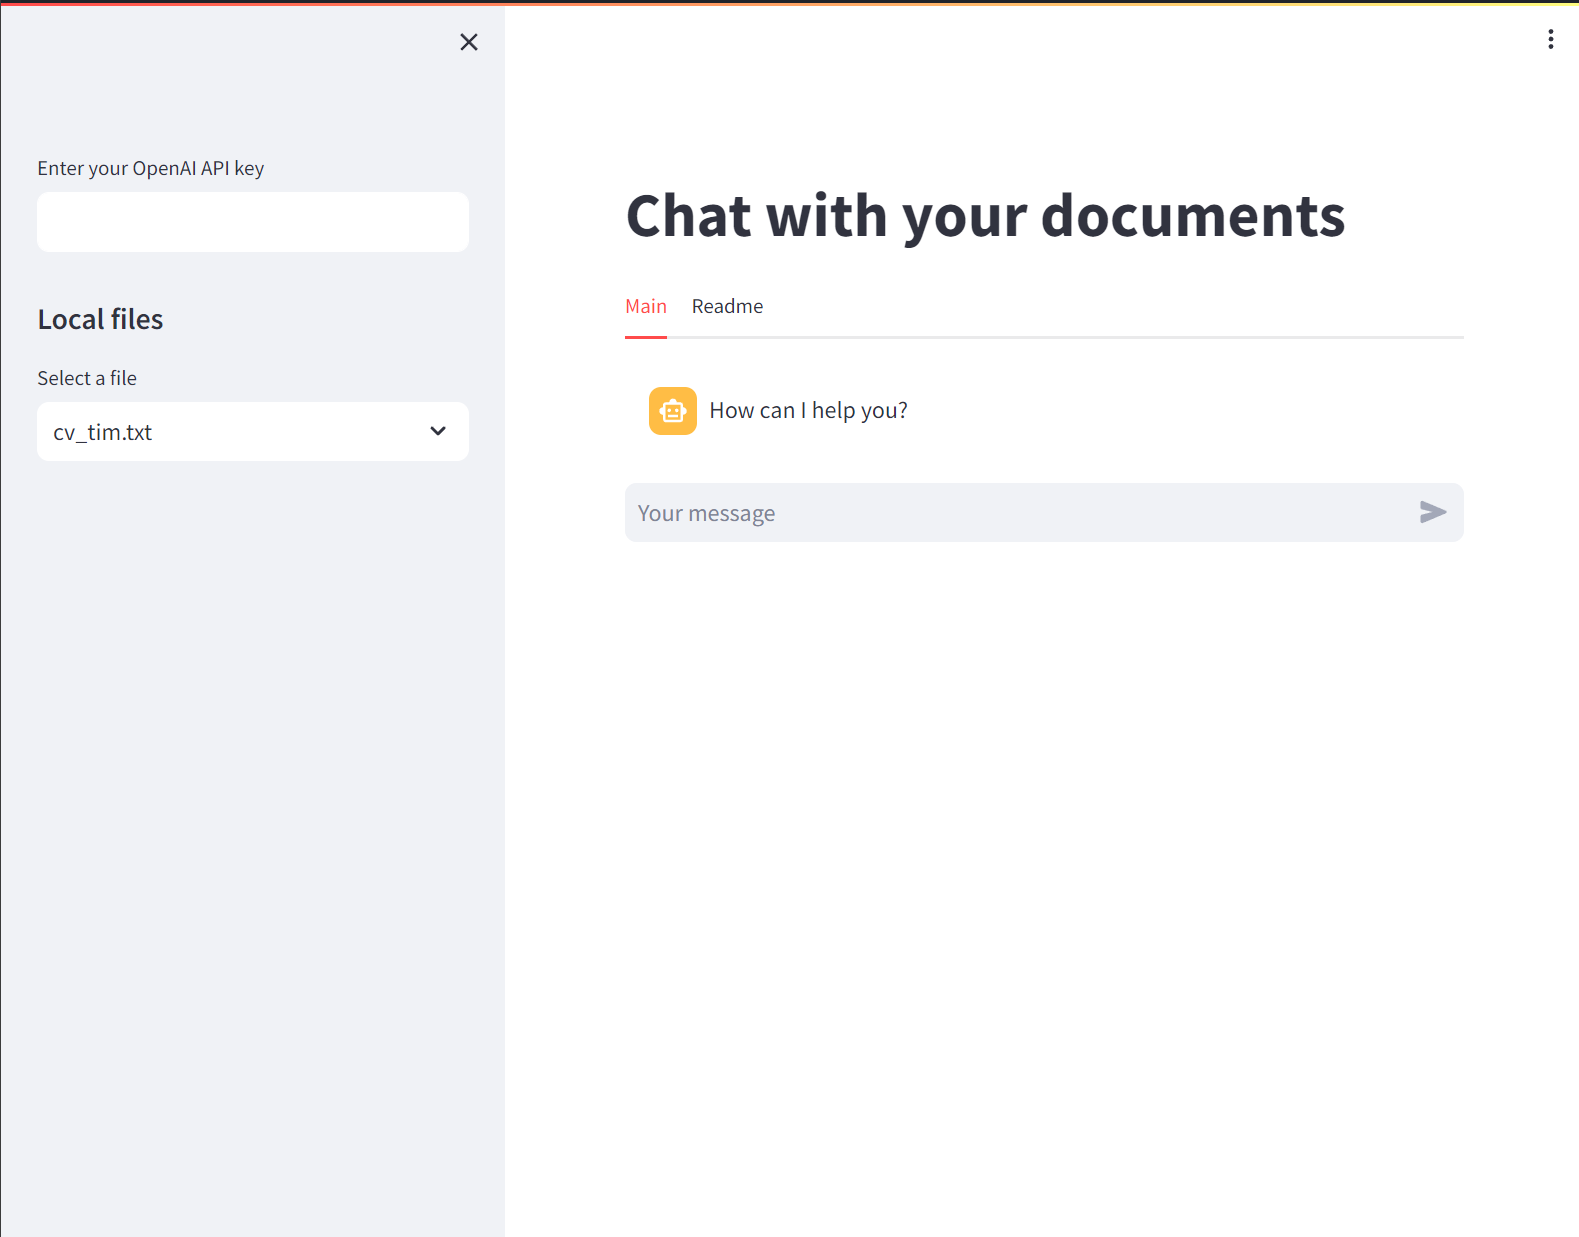 Enter your OpenAI API key
Local files
Select a file
cv_tim.txt
Chat with your documents
Main Readme
How can I help you?
Your message